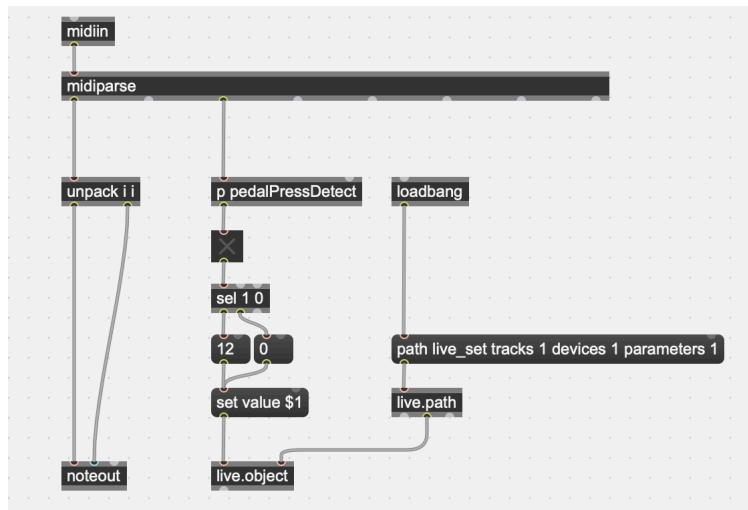 midiin
midiparse
unpack i i
p pedalPressDetect
loadbang
sel 1 0
12
0
path live_set tracks 1 devices 1 parameters 1
set value $1
live.path
noteout
live.object